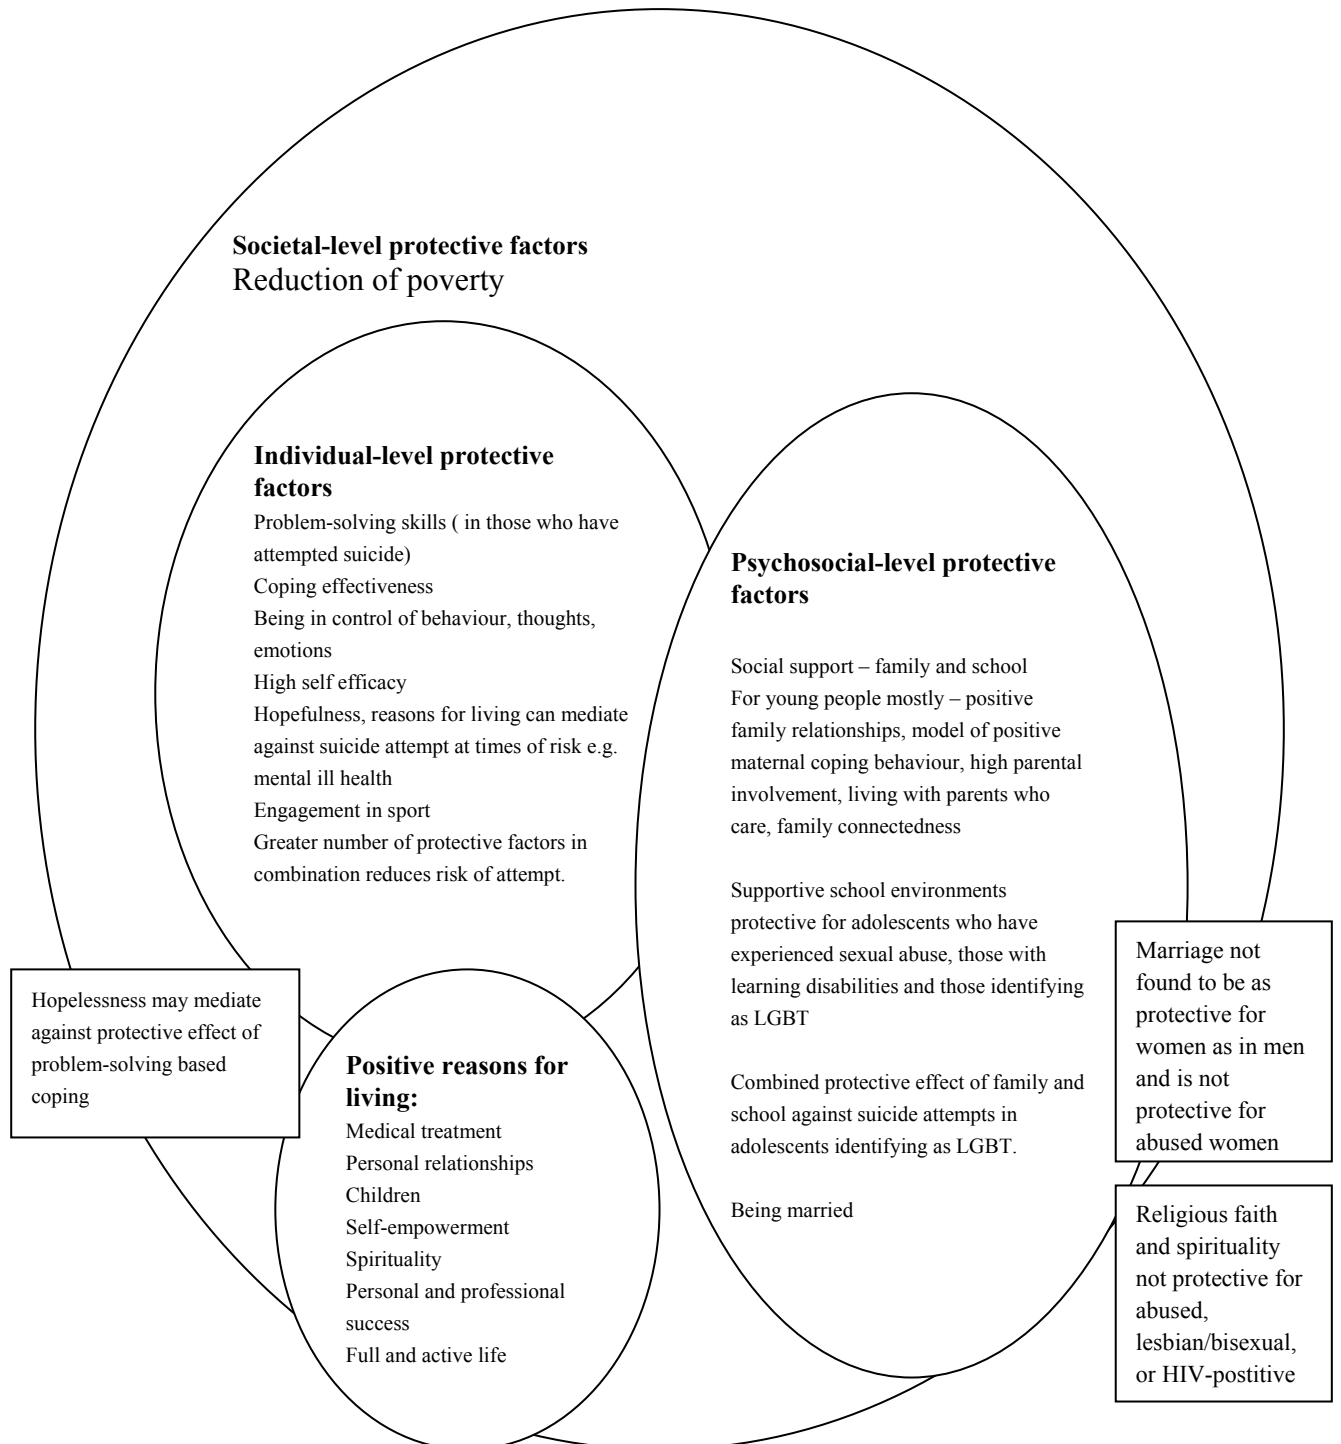 Societal-level protective factors
Reduction of poverty
Individual-level protective
factors
Problem-solving skills ( in those who have
attempted suicide)
Coping effectiveness
Being in control of behaviour, thoughts,
emotions
High self efficacy
Hopefulness, reasons for living can mediate
against suicide attempt at times of risk e.g.
mental ill health
Engagement in sport
Greater number of protective factors in
combination reduces risk of attempt.
Psychosocial-level protective
factors
Social support – family and school
For young people mostly – positive
family relationships, model of positive
maternal coping behaviour, high parental
involvement, living with parents who
care, family connectedness
Supportive school environments
protective for adolescents who have
experienced sexual abuse, those with
learning disabilities and those identifying
as LGBT
Combined protective effect of family and
school against suicide attempts in
adolescents identifying as LGBT.
Being married
Hopelessness may mediate
against protective effect of
problem-solving based
coping
Positive reasons for
living:
Medical treatment
Personal relationships
Children
Self-empowerment
Spirituality
Personal and professional
success
Full and active life
Marriage not
found to be as
protective for
women as in men
and is not
protective for
abused women
Religious faith
and spirituality
not protective for
abused,
lesbian/bisexual,
or HIV-postitive